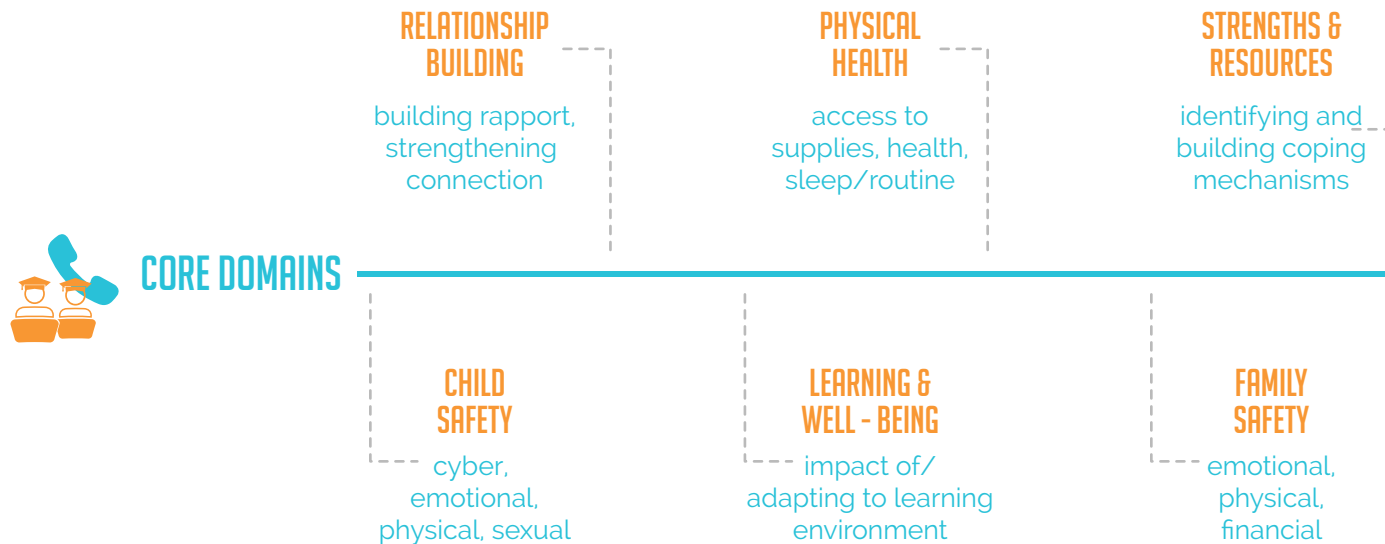 RELATIONSHIP
BUILDING
building rapport,
strengthening
connection
PHYSICAL
HEALTH
access to
supplies, health,
sleep/routine
STRENGTHS &
RESOURCES
identifying and
building coping
mechanisms
CORE DOMAINS
CHILD
SAFETY
cyber,
emotional,
physical, sexual
LEARNING &
WELL - BEING
impact of/
adapting to learning
environment
FAMILY
SAFETY
emotional,
physical,
financial